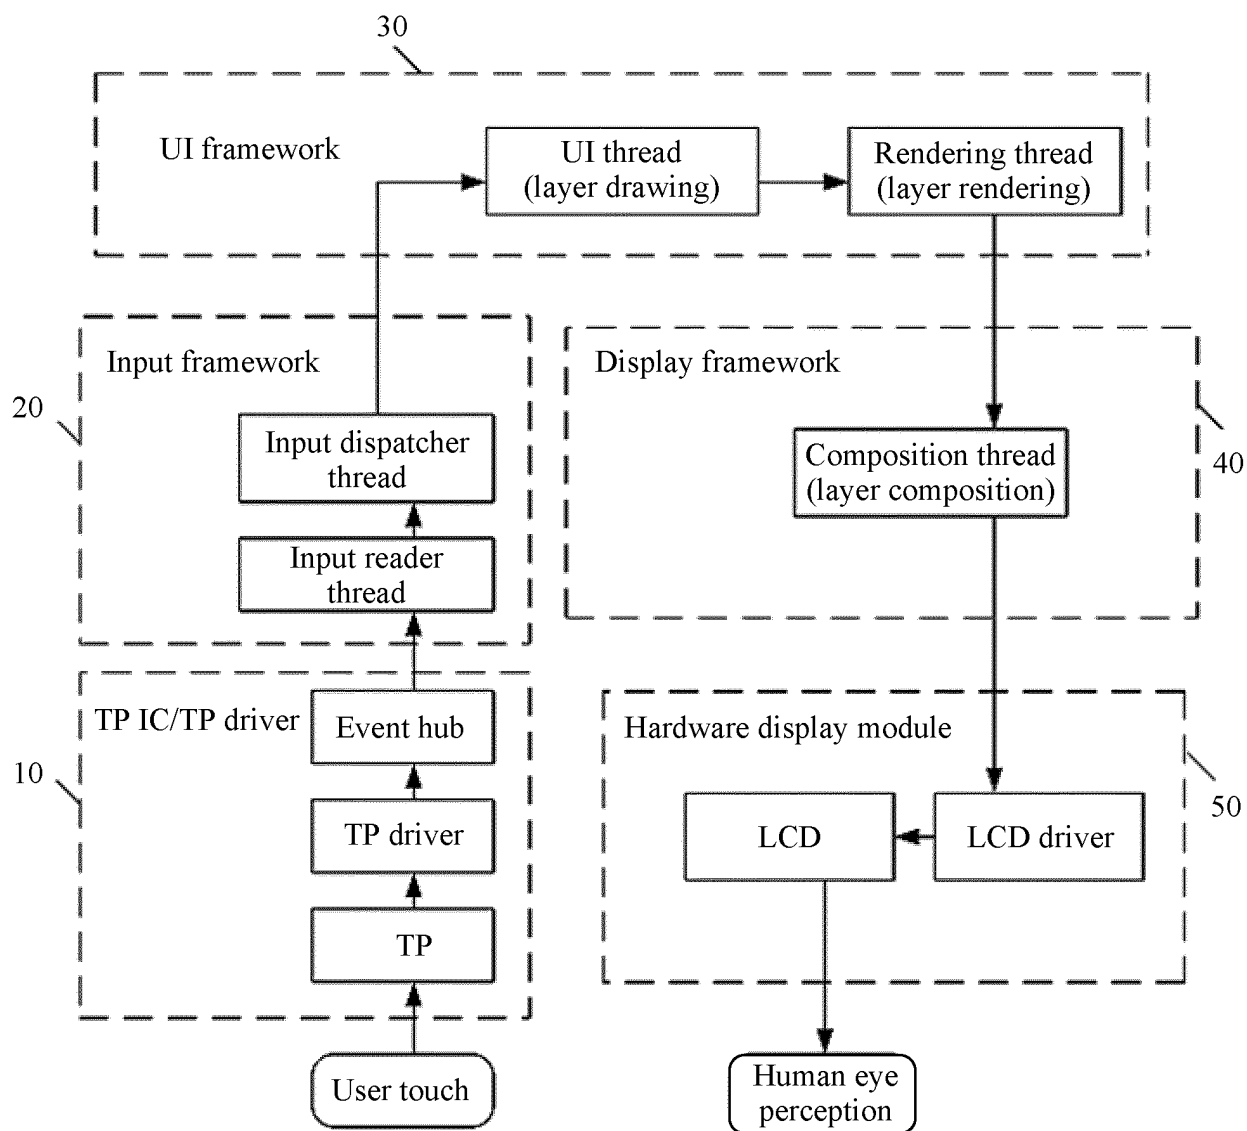 30
UI framework
UI thread
(layer drawing)
Rendering thread
(layer rendering)
Input framework
20
Input dispatcher
thread
Input reader
thread
Display framework
40
Composition thread
(layer composition)
TP IC/TP driver
10
Event hub
TP driver
TP
User touch
Hardware display module
50
LCD
LCD driver
Human eye
perception